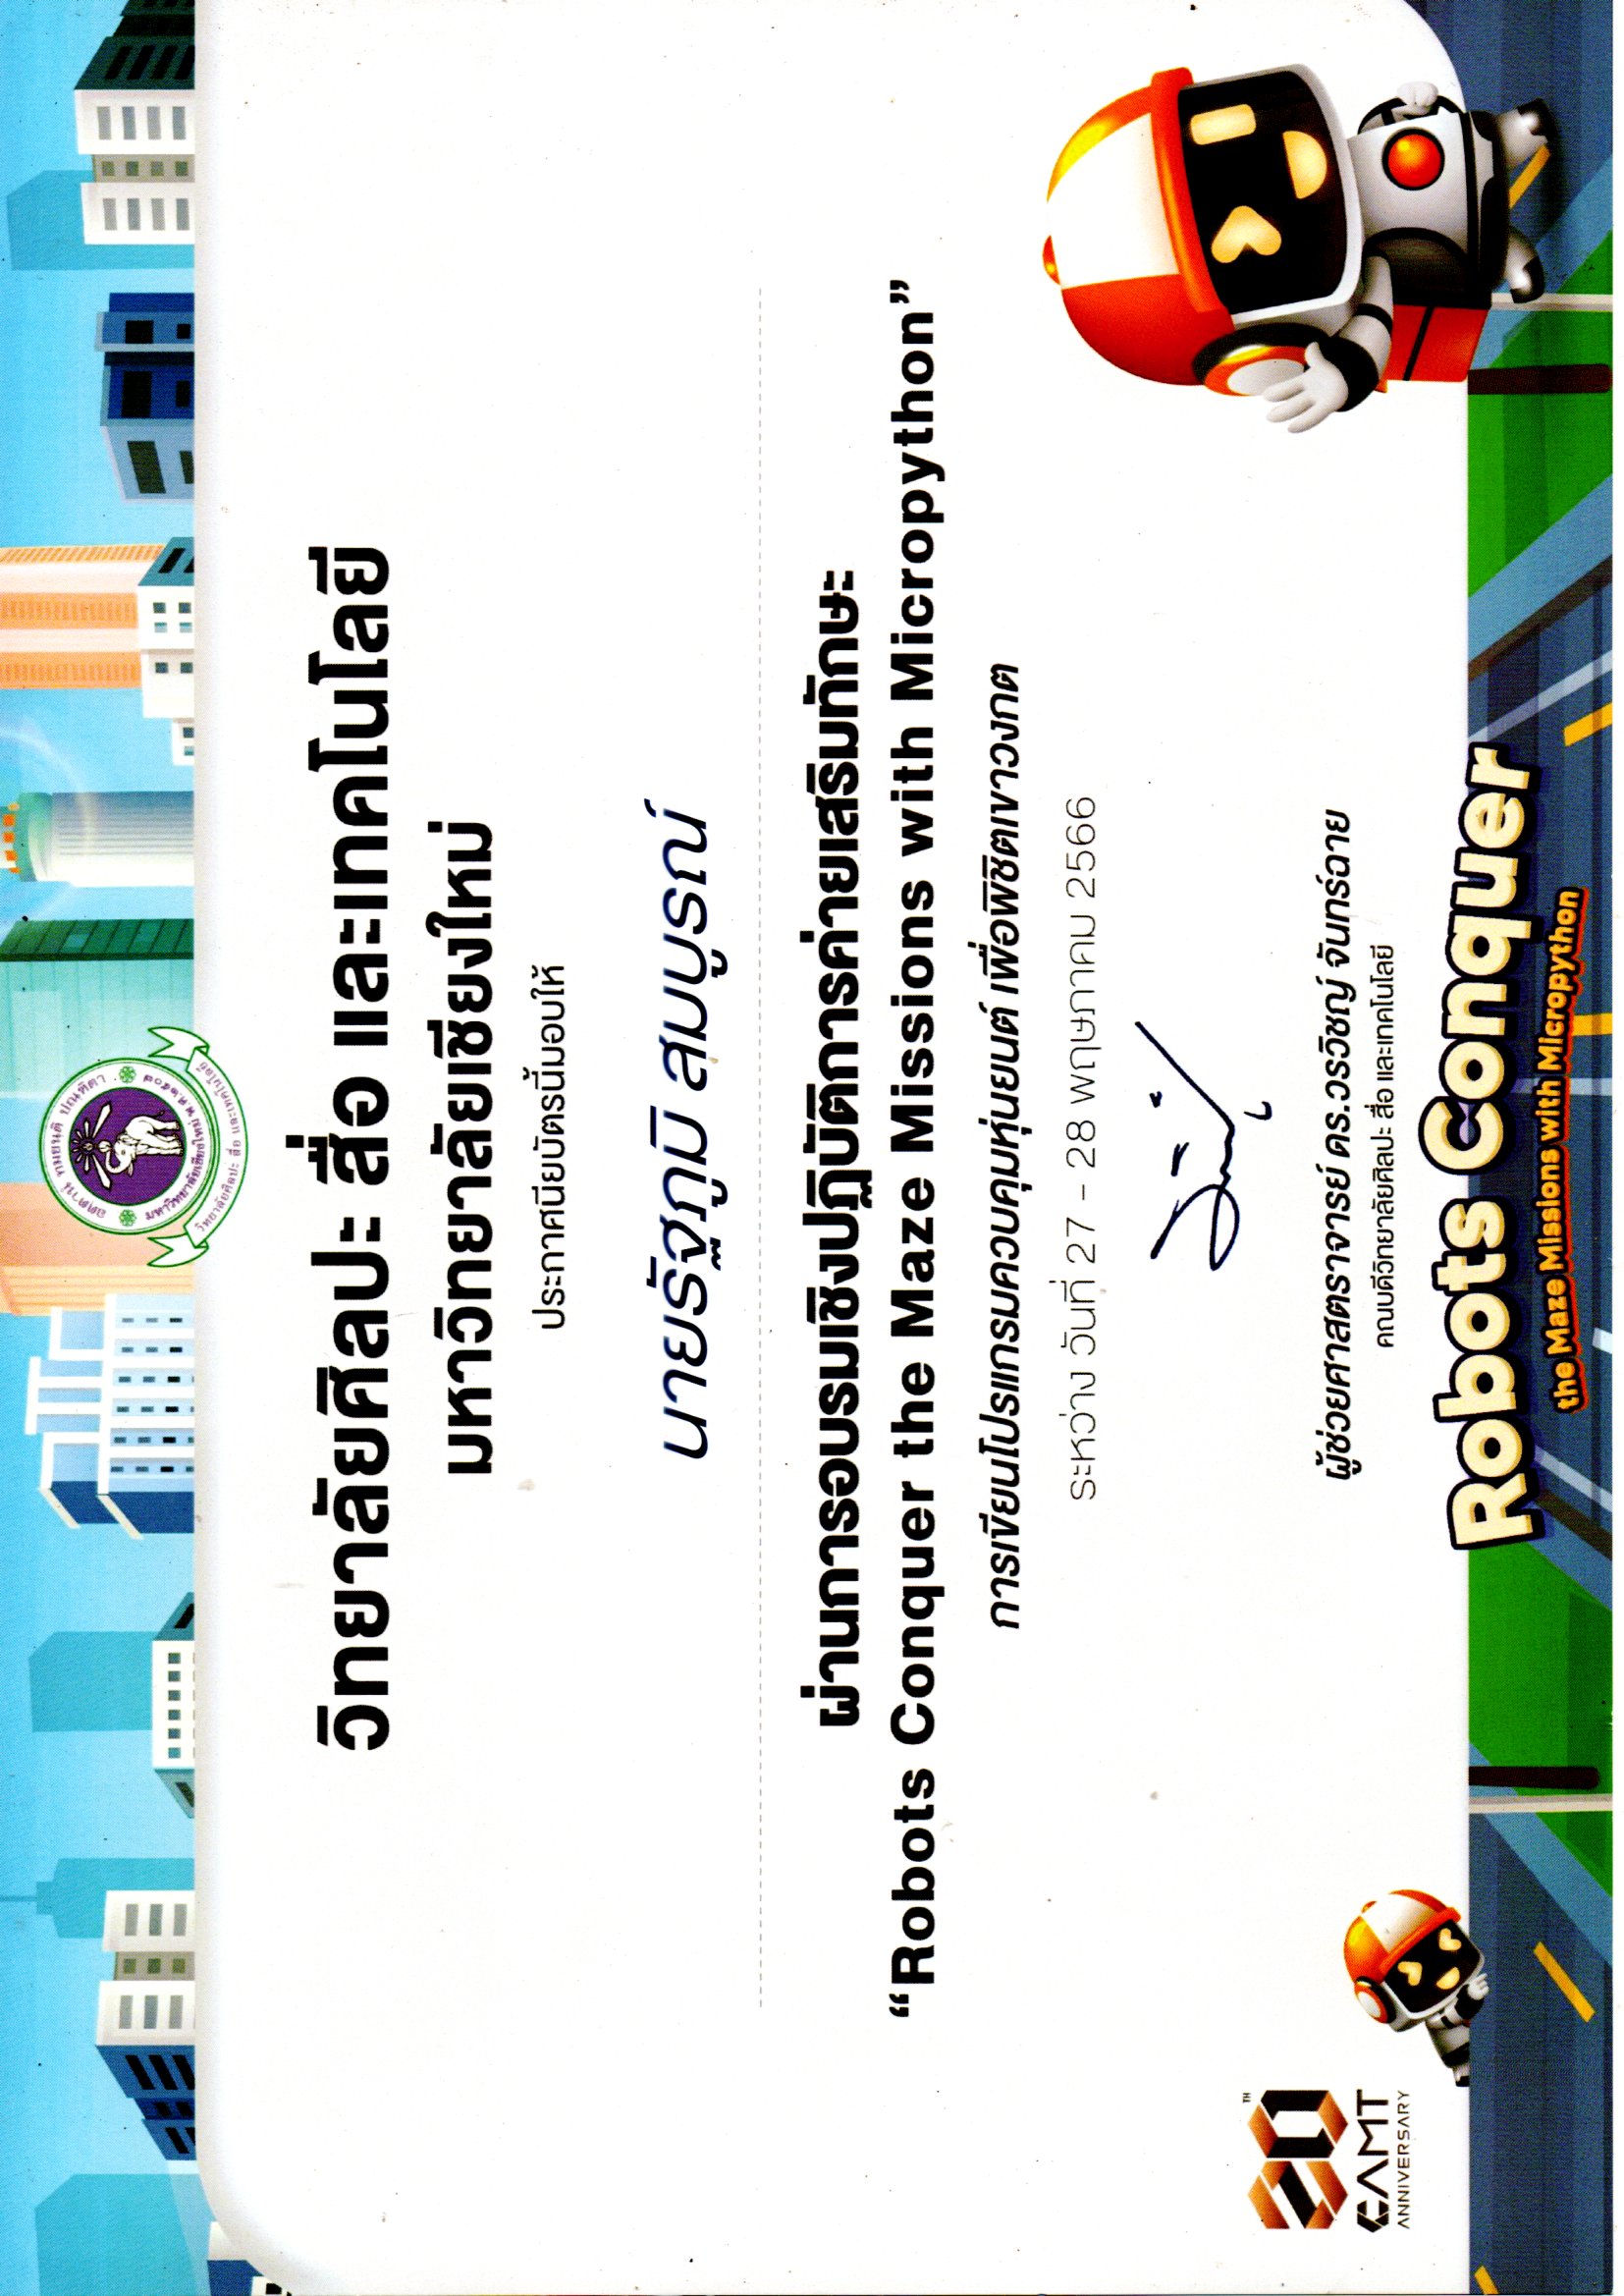 อตฺตานํ ทมยนฺติ ปณฺฑิตา
มหาวิทยาลัยเชียงใหม่ พ.ศ.๒๕๐๗
วิทยาลัยศิลปะ สื่อ และเทคโนโลยี
วิทยาลัยศิลปะ สื่อ และเทคโนโลยี
มหาวิทยาลัยเชียงใหม่
ประกาศนียบัตรนี้มอบให้
นายรัฐภูมิ สมบูรณ์
ผ่านการอบรมเชิงปฏิบัติการค่ายเสริมทักษะ
“Robots Conquer the Maze Missions with Micropython”
การเขียนโปรแกรมควบคุมหุ่นยนต์ เพื่อพิชิตเขาวงกต
ระหว่าง วันที่ 27 - 28 พฤษภาคม 2566
ผู้ช่วยศาสตราจารย์ ดร.วรวิชญ์ จันทร์ฉาย
คณบดีวิทยาลัยศิลปะ สื่อ และเทคโนโลยี
20TH
CAMT
ANNIVERSARY
Robots Conquer
the Maze Missions with Micropython